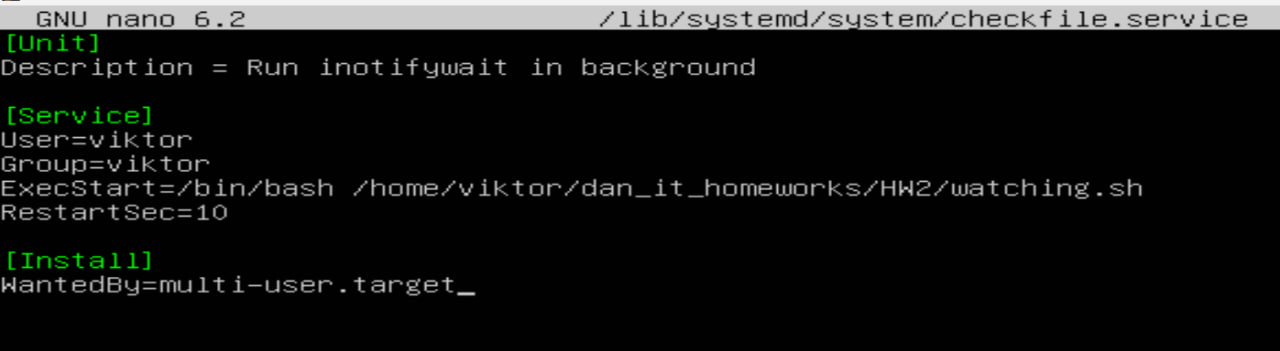 GNU nano 6.2 /lib/systemd/system/checkfile.service
[Unit]
Description = Run inotifywait in background
[Service]
User=viktor
Group=viktor
ExecStart=/bin/bash /home/viktor/dan_it_homeworks/HW2/watching.sh
RestartSec=10
[Install]
WantedBy=multi-user.target_